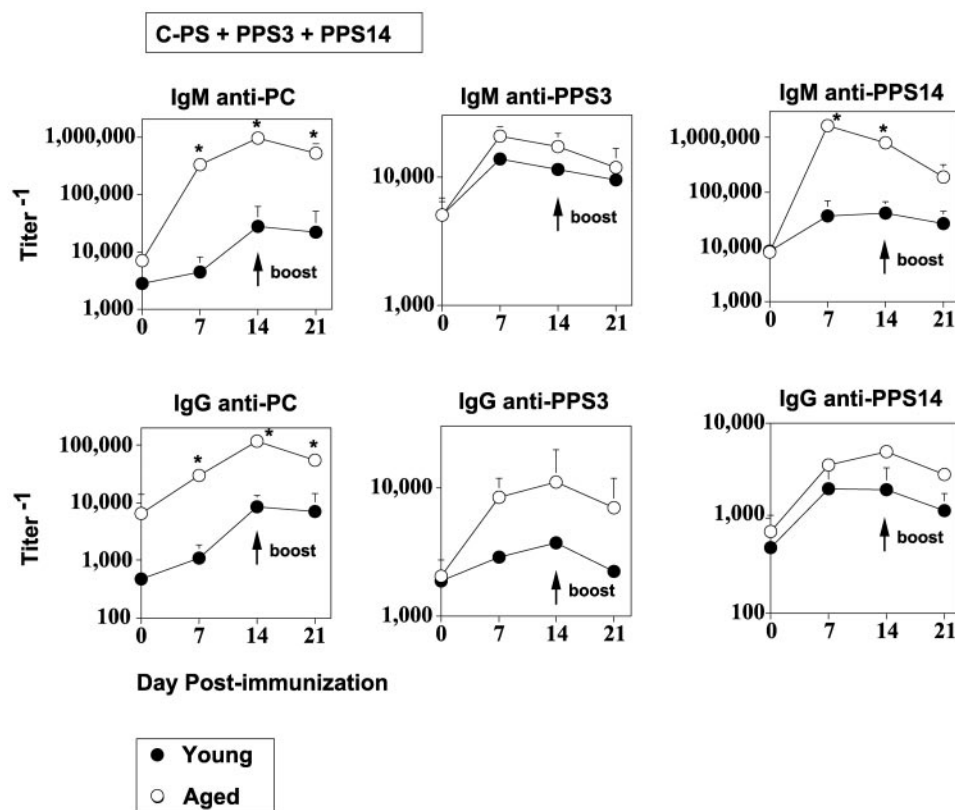 C-PS + PPS3 + PPS14
IgM anti-PC
1,000,000
100,000
10,000
1,000
Titer -1
* * *
boost
0 7 14 21
IgM anti-PPS3
10,000
1,000
boost
0 7 14 21
IgM anti-PPS14
1,000,000
100,000
10,000
1,000
* *
boost
0 7 14 21
IgG anti-PC
100,000
10,000
1,000
100
Titer -1
* * *
boost
0 7 14 21
IgG anti-PPS3
10,000
1,000
boost
0 7 14 21
IgG anti-PPS14
10,000
1,000
100
boost
0 7 14 21
Day Post-immunization
Young
Aged